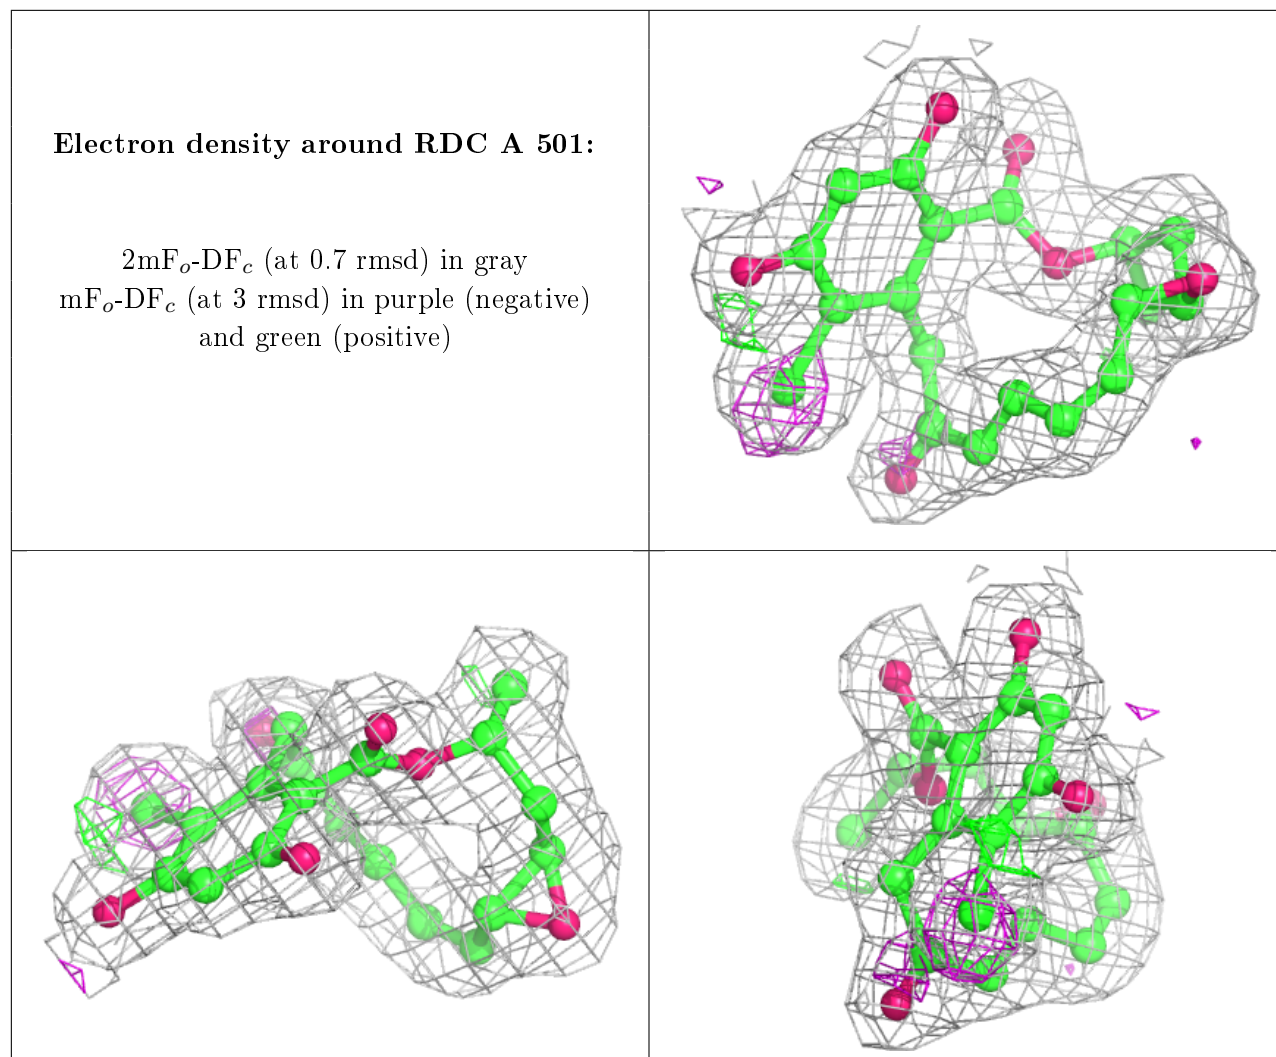 Electron density around RDC A 501:
2mFo-DFc (at 0.7 rmsd) in gray
mFo-DFc (at 3 rmsd) in purple (negative)
and green (positive)